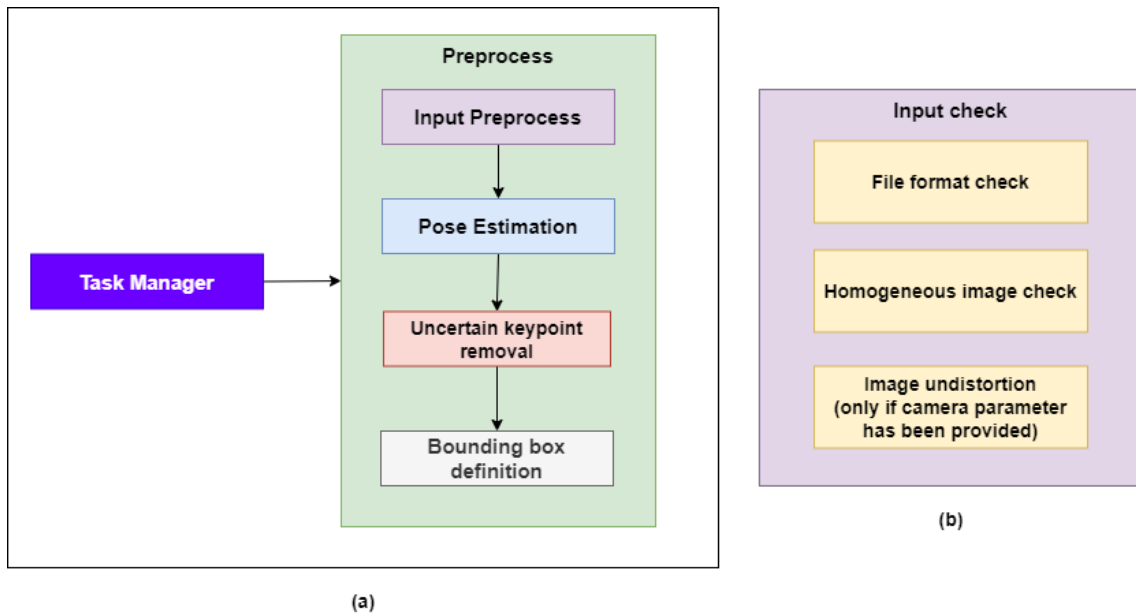 Preprocess
Input Preprocess
Pose Estimation
Task Manager
Uncertain keypoint
removal
Bounding box
definition
(a)
Input check
File format check
Homogeneous image check
Image undistortion
(only if camera parameter
has been provided)
(b)